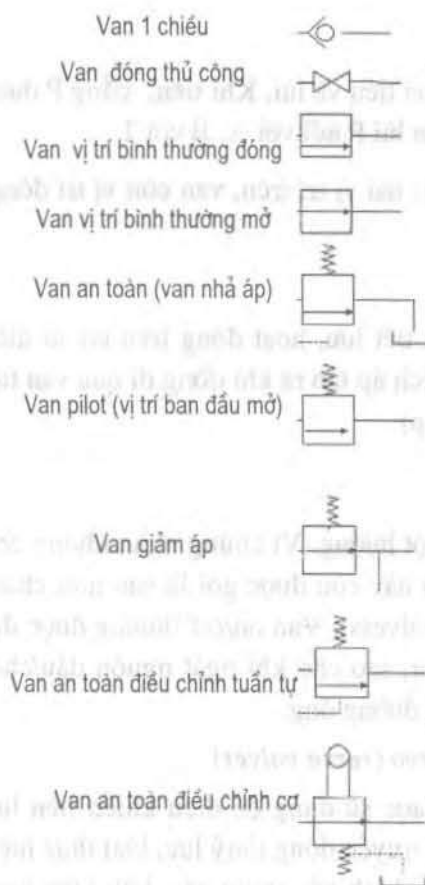 Van 1 chiều
Van đóng thủ công
Van vị trí bình thường đóng
Van vị trí bình thường mở
Van an toàn (van nhả áp)
Van pilot (vị trí ban đầu mở)
Van giảm áp
Van an toàn điều chỉnh tuần tự
Van an toàn điều chỉnh cơ